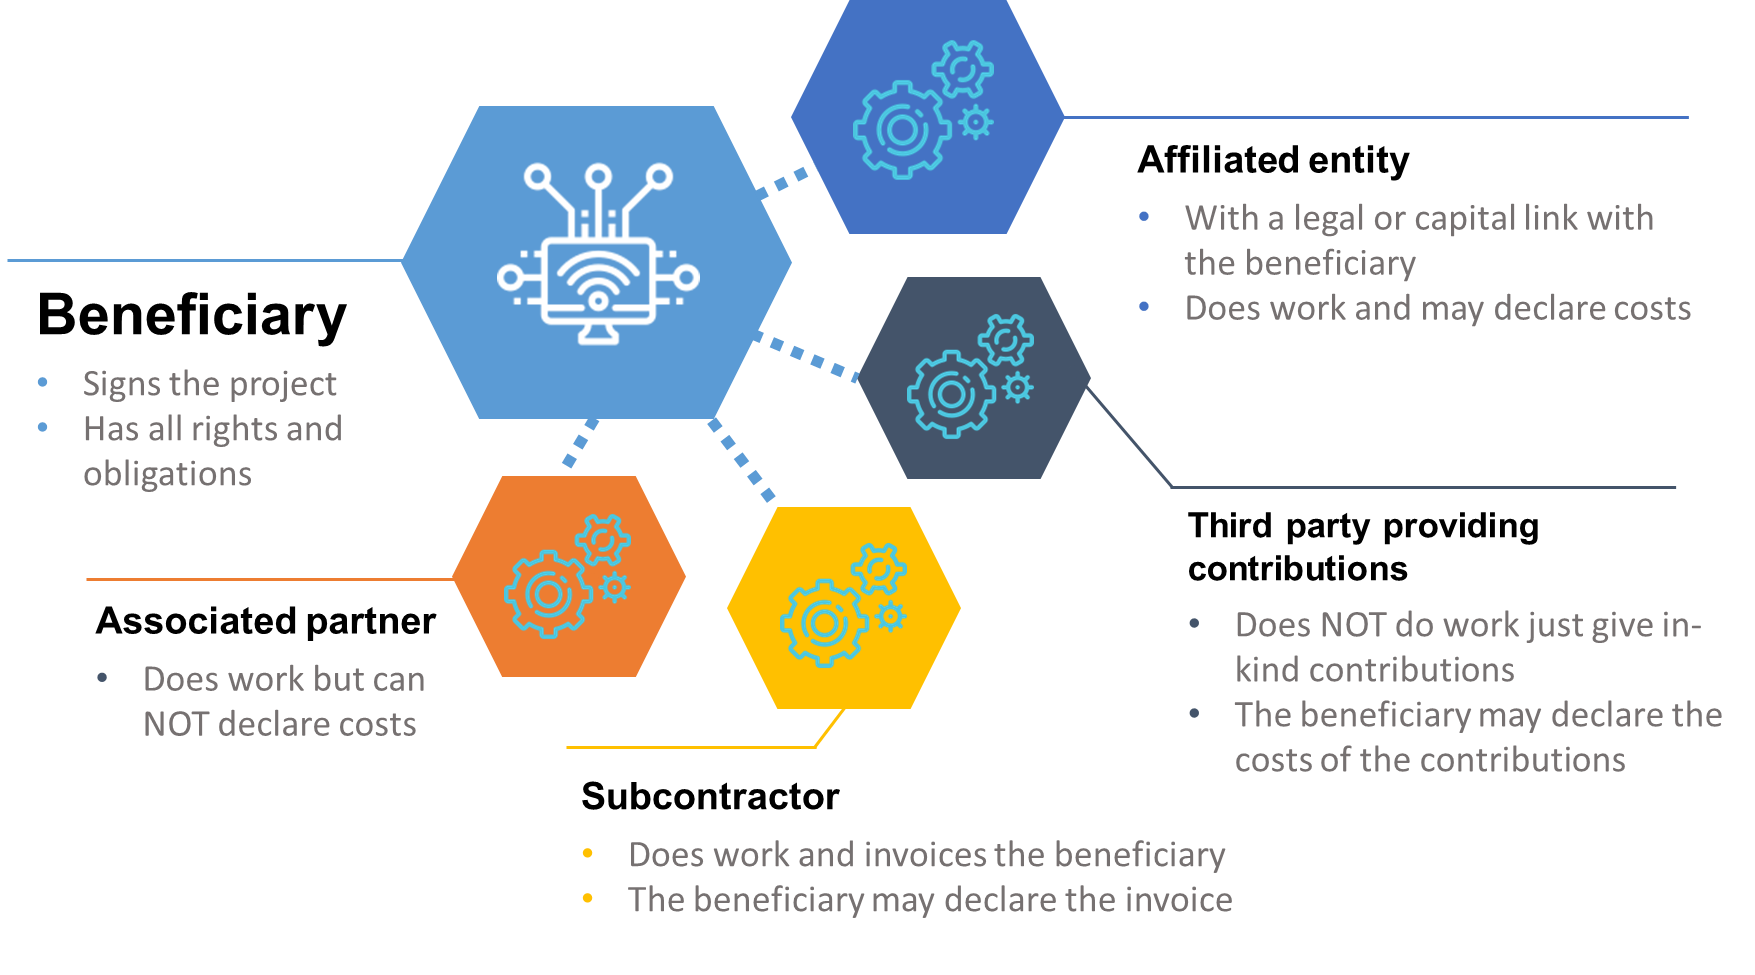 Beneficiary
• Signs the project
• Has all rights and
obligations
Affiliated entity
• With a legal or capital link with
the beneficiary
• Does work and may declare costs
Third party providing
contributions
• Does NOT do work just give in-
kind contributions
• The beneficiary may declare the
costs of the contributions
Associated partner
• Does work but can
NOT declare costs
Subcontractor
• Does work and invoices the beneficiary
• The beneficiary may declare the invoice